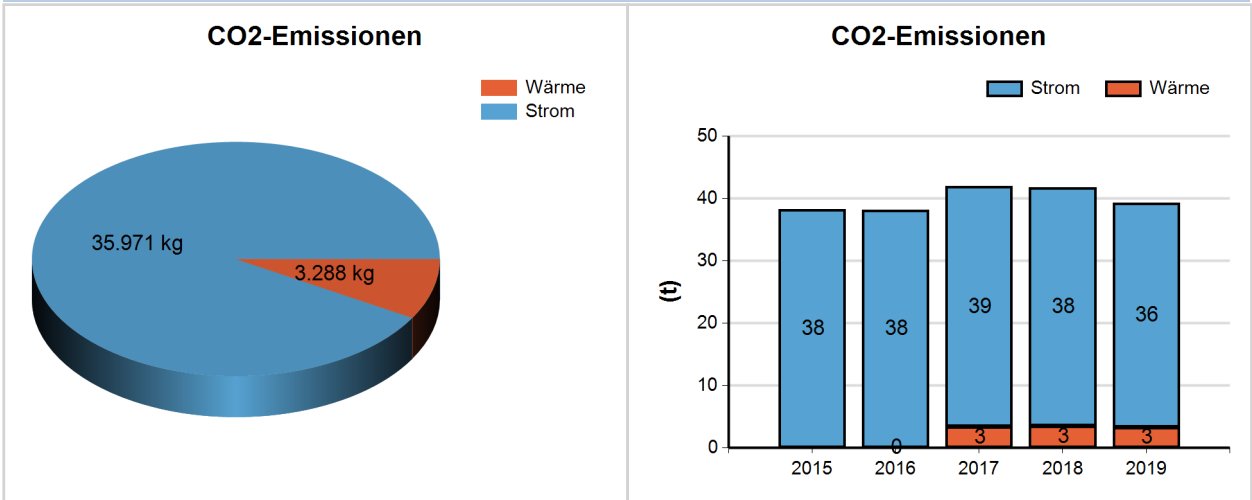 CO2-Emissionen
Wärme
Strom
35.971 kg
3.288 kg
CO2-Emissionen
Strom Wärme
50
40
30
20
10
0
(t)
38 38 39 38 36
0 3 3 3
2015 2016 2017 2018 2019